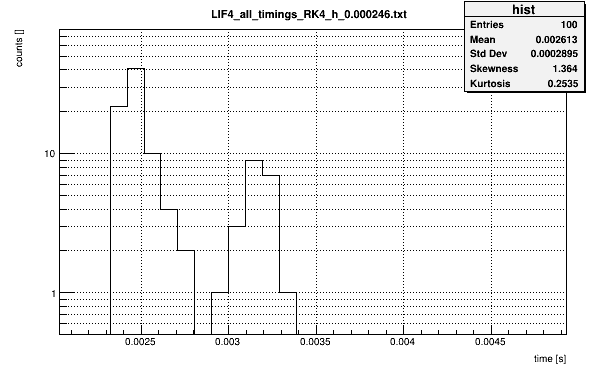 LIF4_all_timings_RK4_h_0.000246.txt
hist
Entries 100
Mean 0.002613
Std Dev 0.0002895
Skewness 1.364
Kurtosis 0.2535
counts []
10
1
0.0025 0.003 0.0035 0.004 0.0045
time [s]